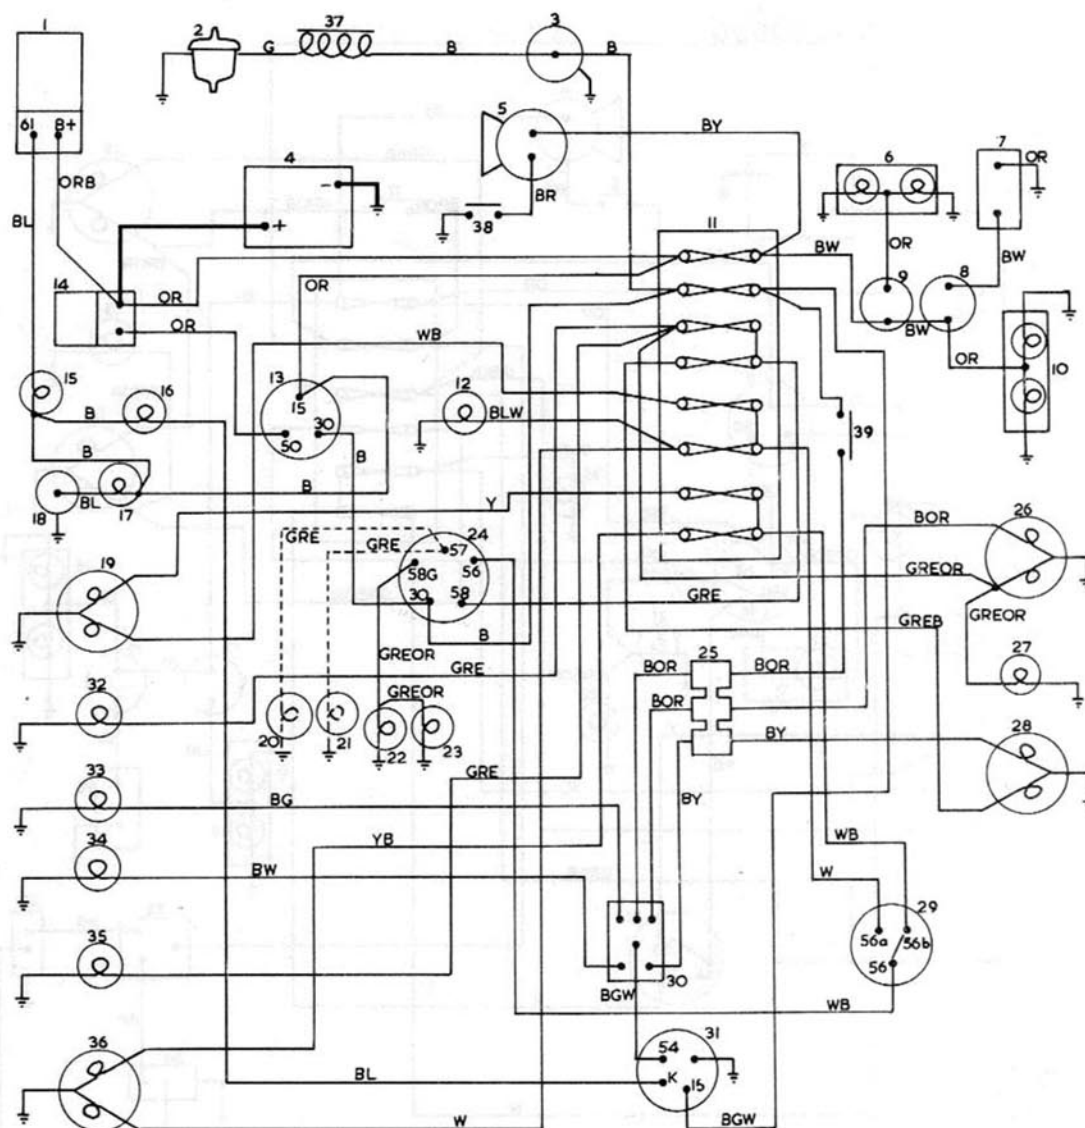 1
2
37
3
G
B
B
61
B+
ORB
BL
4
-
+
5
BR
38
BY
11
6
7
OR
OR
BW
BW
9
8
BW
OR
10
14
OR
OR
OR
WB
15
16
13
15
30
50
12
BLW
39
B
B
B
B
BL
18
17
Y
GRE
GRE
24
57
56
58G
30
58
19
BOR
26
GREOR
GRE
GREOR
B
GREB
GREOR
GRE
25
BOR
BOR
BOR
27
32
GREOR
20
21
22
23
BY
28
GRE
33
BG
BY
34
YB
BW
WB
W
29
56a
56b
56
35
30
BGW
WB
31
54
K
15
36
BL
W
BGW